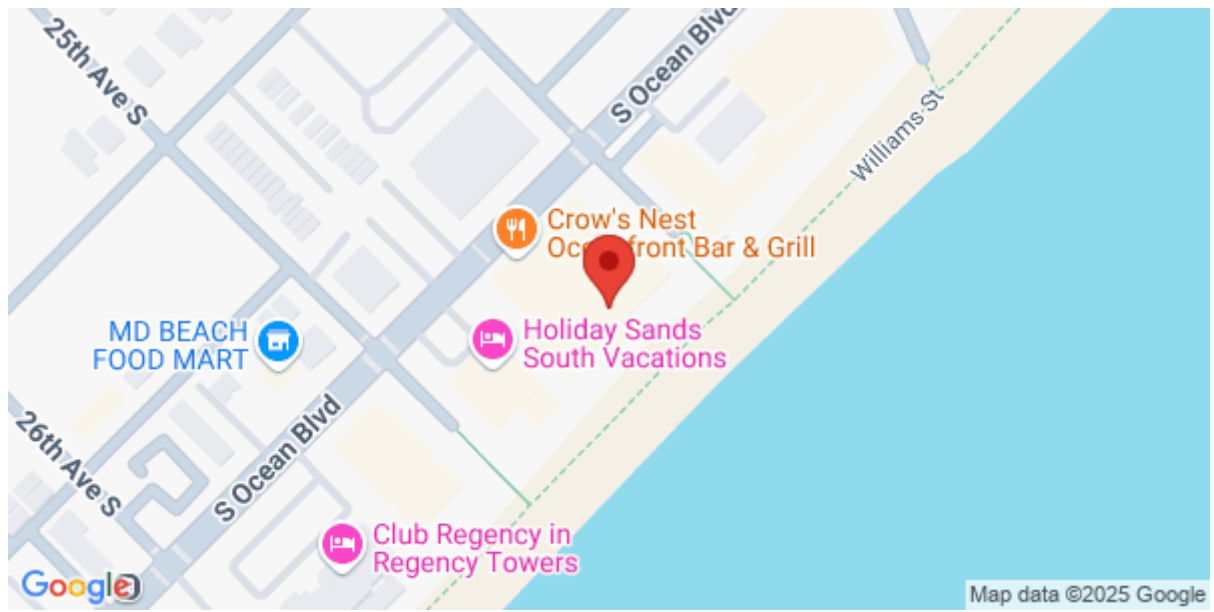 25th Ave S
S Ocean Blvd
Williams St
Crow's Nest
Oceanfront Bar & Grill
MD BEACH
FOOD MART
Holiday Sands
South Vacations
26th Ave S
S Ocean Blvd
Club Regency in
Regency Towers
Google
Map data ©2025 Google